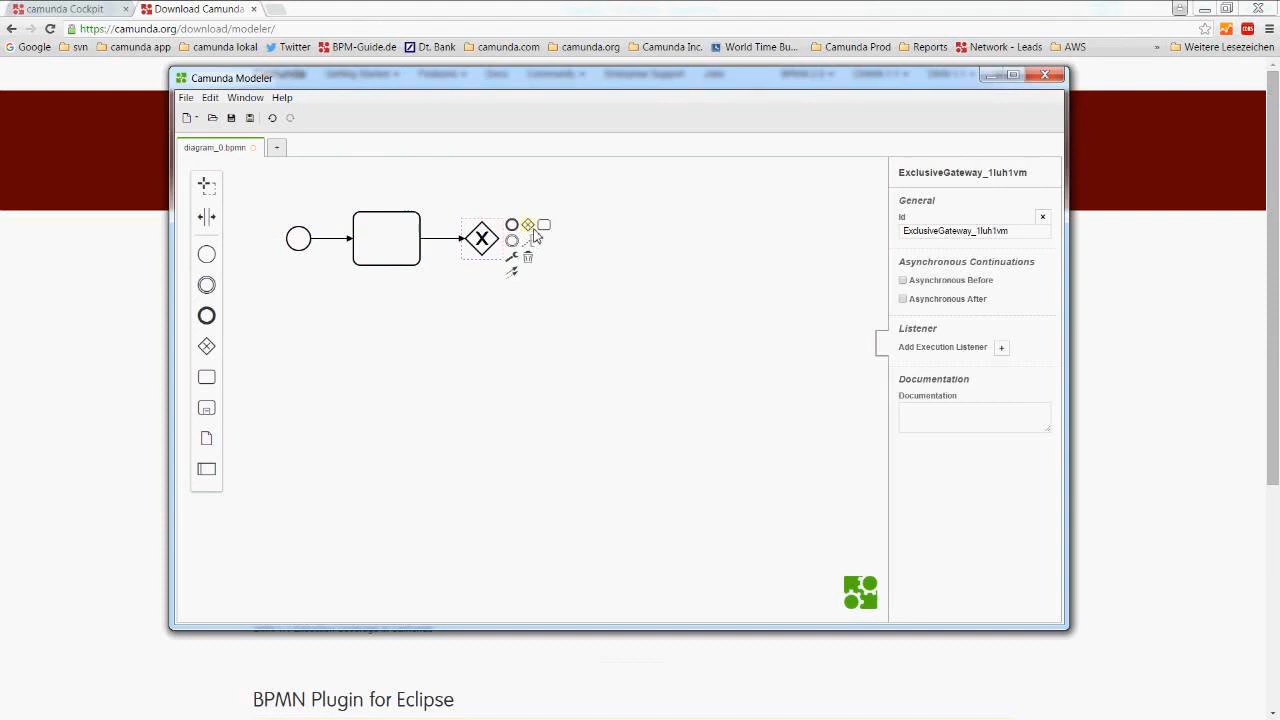 camunda Cockpit
Download Camunda
https://camunda.org/download/modeler/
Google svn camunda app camunda lokal Twitter BPM-Guide.de Dt. Bank camunda.com camunda.org Camunda Inc. World Time Bu... Camunda Prod Reports Network - Leads AWS » Weitere Lesezeichen
Camunda Modeler
File Edit Window Help
diagram_0.bpmn
+
ExclusiveGateway_1luh1vm
General
Id
ExclusiveGateway_1luh1vm
Asynchronous Continuations
Asynchronous Before
Asynchronous After
Listener
Add Execution Listener +
Documentation
Documentation
BPMN Plugin for Eclipse